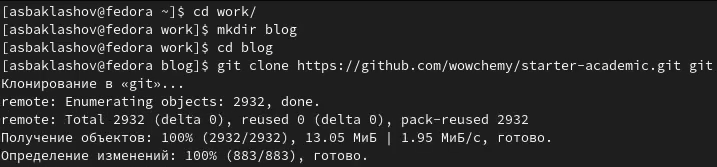 [asbaklashov@fedora ~]$ cd work/
[asbaklashov@fedora work]$ mkdir blog
[asbaklashov@fedora work]$ cd blog
[asbaklashov@fedora blog]$ git clone https://github.com/wowchemy/starter-academic.git git
Клонирование в «git»...
remote: Enumerating objects: 2932, done.
remote: Total 2932 (delta 0), reused 0 (delta 0), pack-reused 2932
Получение объектов: 100% (2932/2932), 13.05 МиБ | 1.95 МиБ/с, готово.
Определение изменений: 100% (883/883), готово.